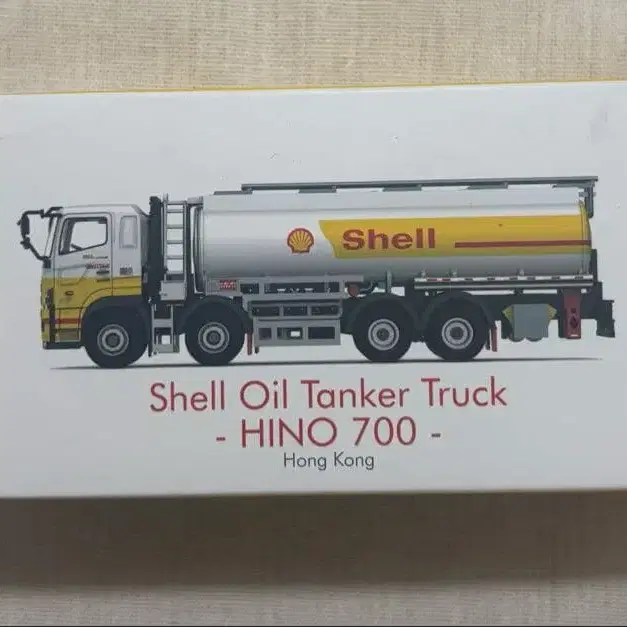 Shell
Shell Oil Tanker Truck
- HINO 700 -
Hong Kong